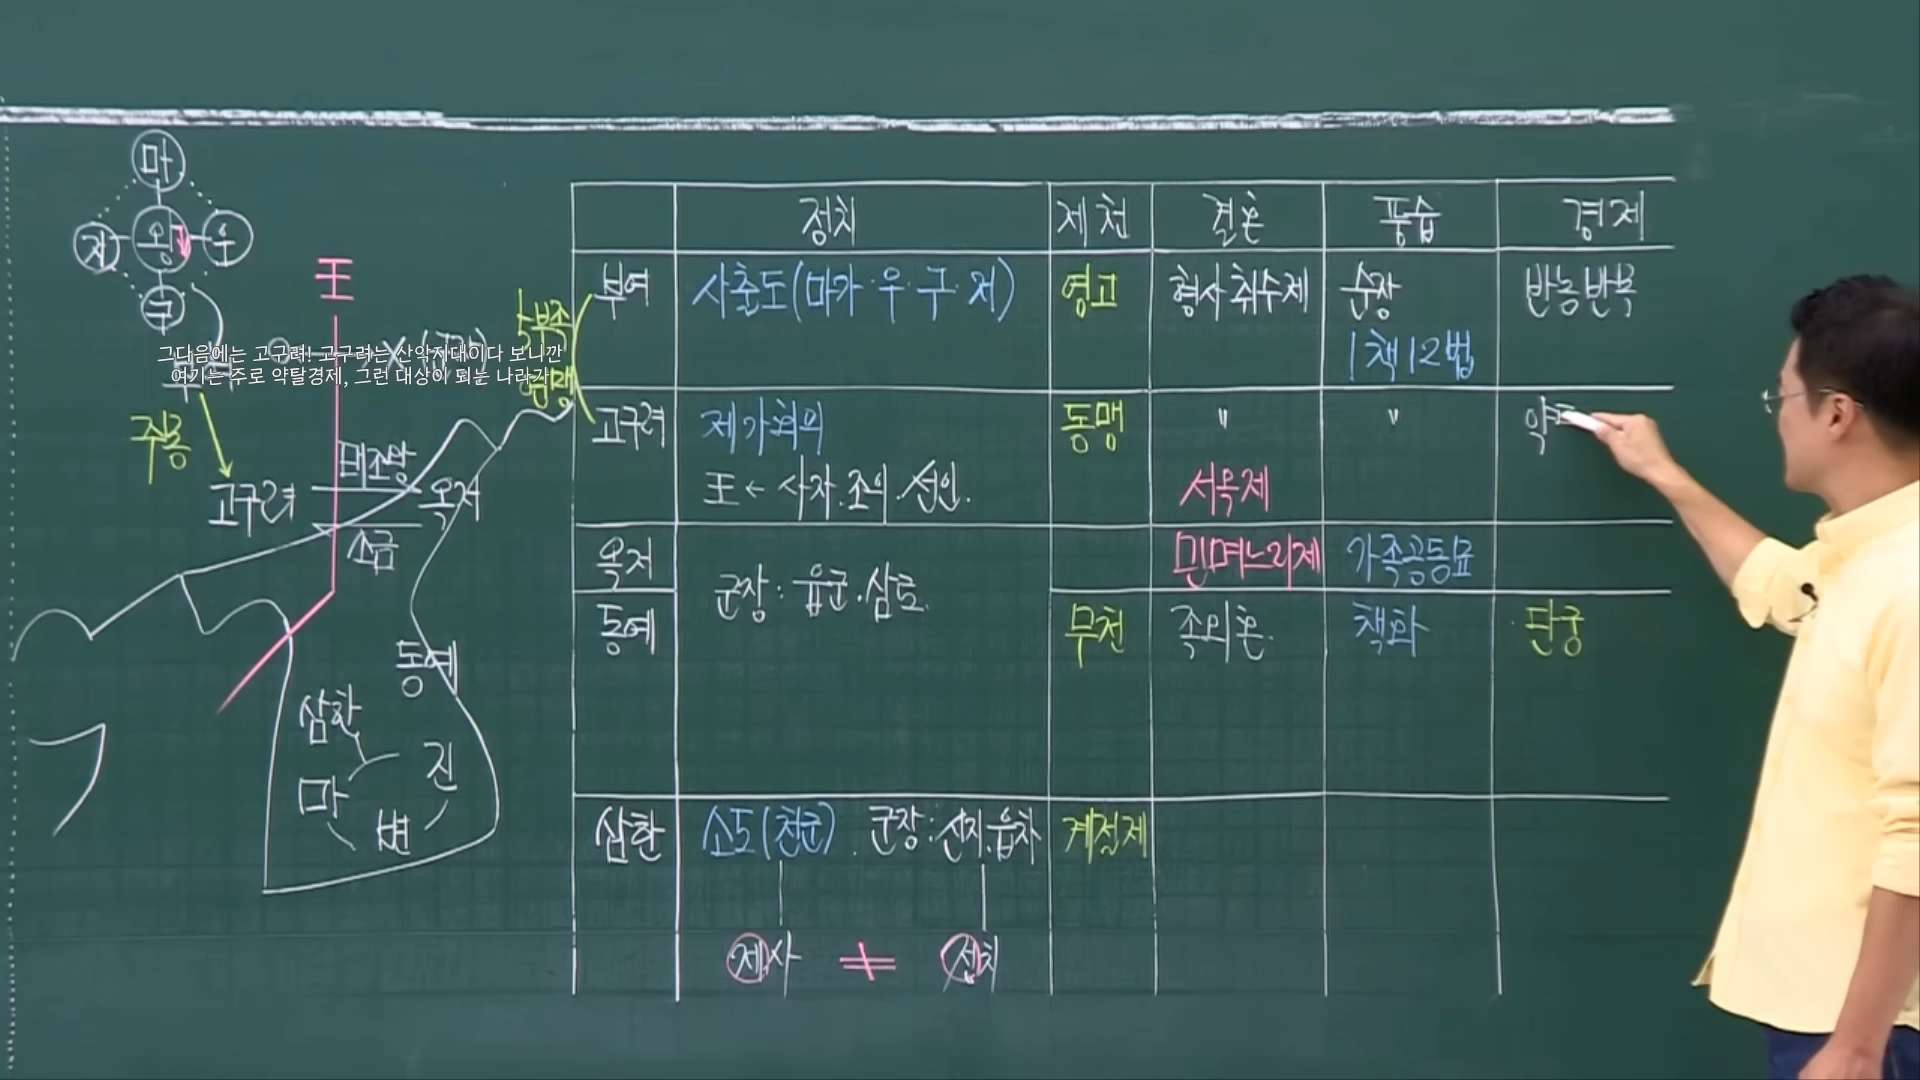 마
저 왕 우
구
王
5부족
연맹
그다음에는 고구려! 고구려는 산악지대이다 보니깐
여기는 주로 약탈경제, 그런 대상이 되는 나라가
주몽
고구려
태조왕
옥저
소금
동예
삼한
마
진
변
정치 제천 결혼 풍습 경제
부여 사출도(마가·우·구·저) 영고 형사취수제 순장 반농반목
1책12법
고구려 제가회의 동맹 〃 〃 약
王 ← 사자.조의.선인. 서옥제
옥저 민며느리제 가족공동묘
군장: 읍군.삼로.
동예 무천 족외혼. 책화 단궁
삼한 소도(천군). 군장:신지.읍차 계절제
제사 ≠ 정치